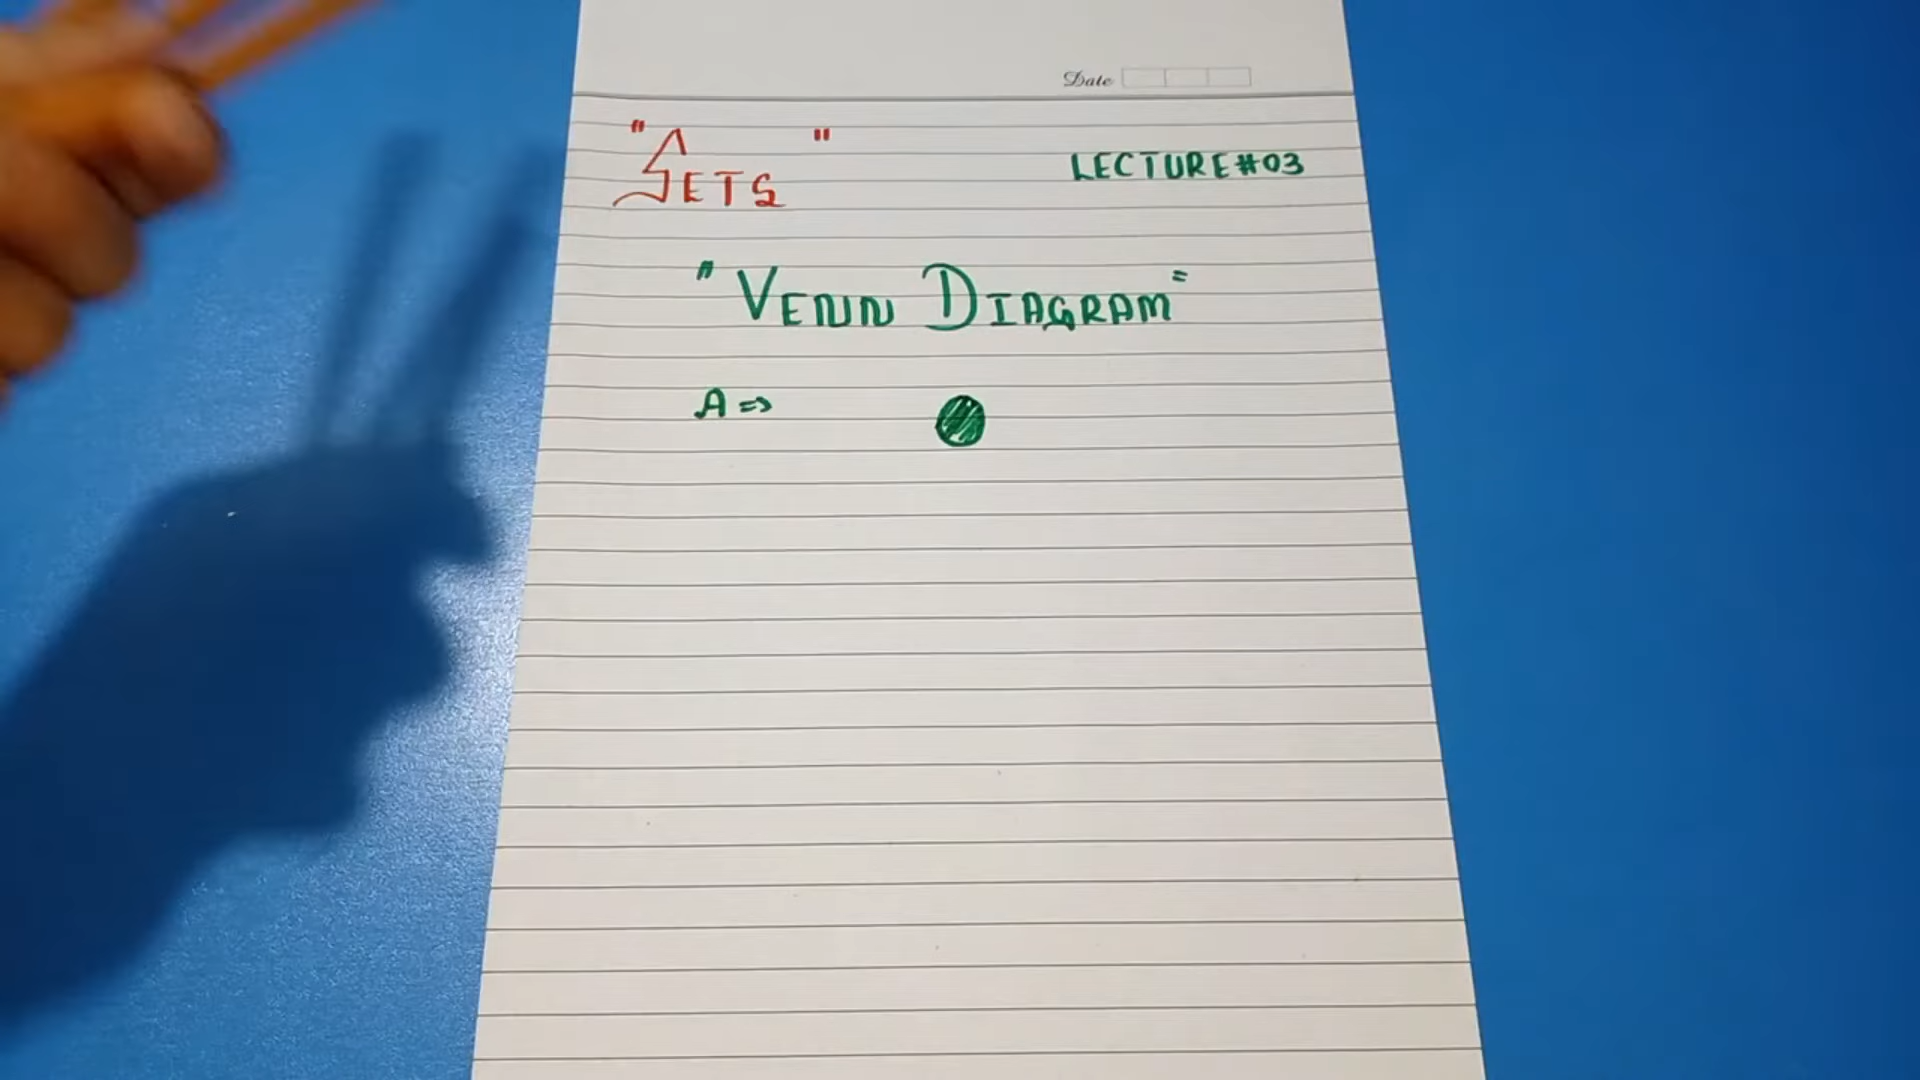 Date
"SETS"
LECTURE#03
"VENN DIAGRAM"
A =>